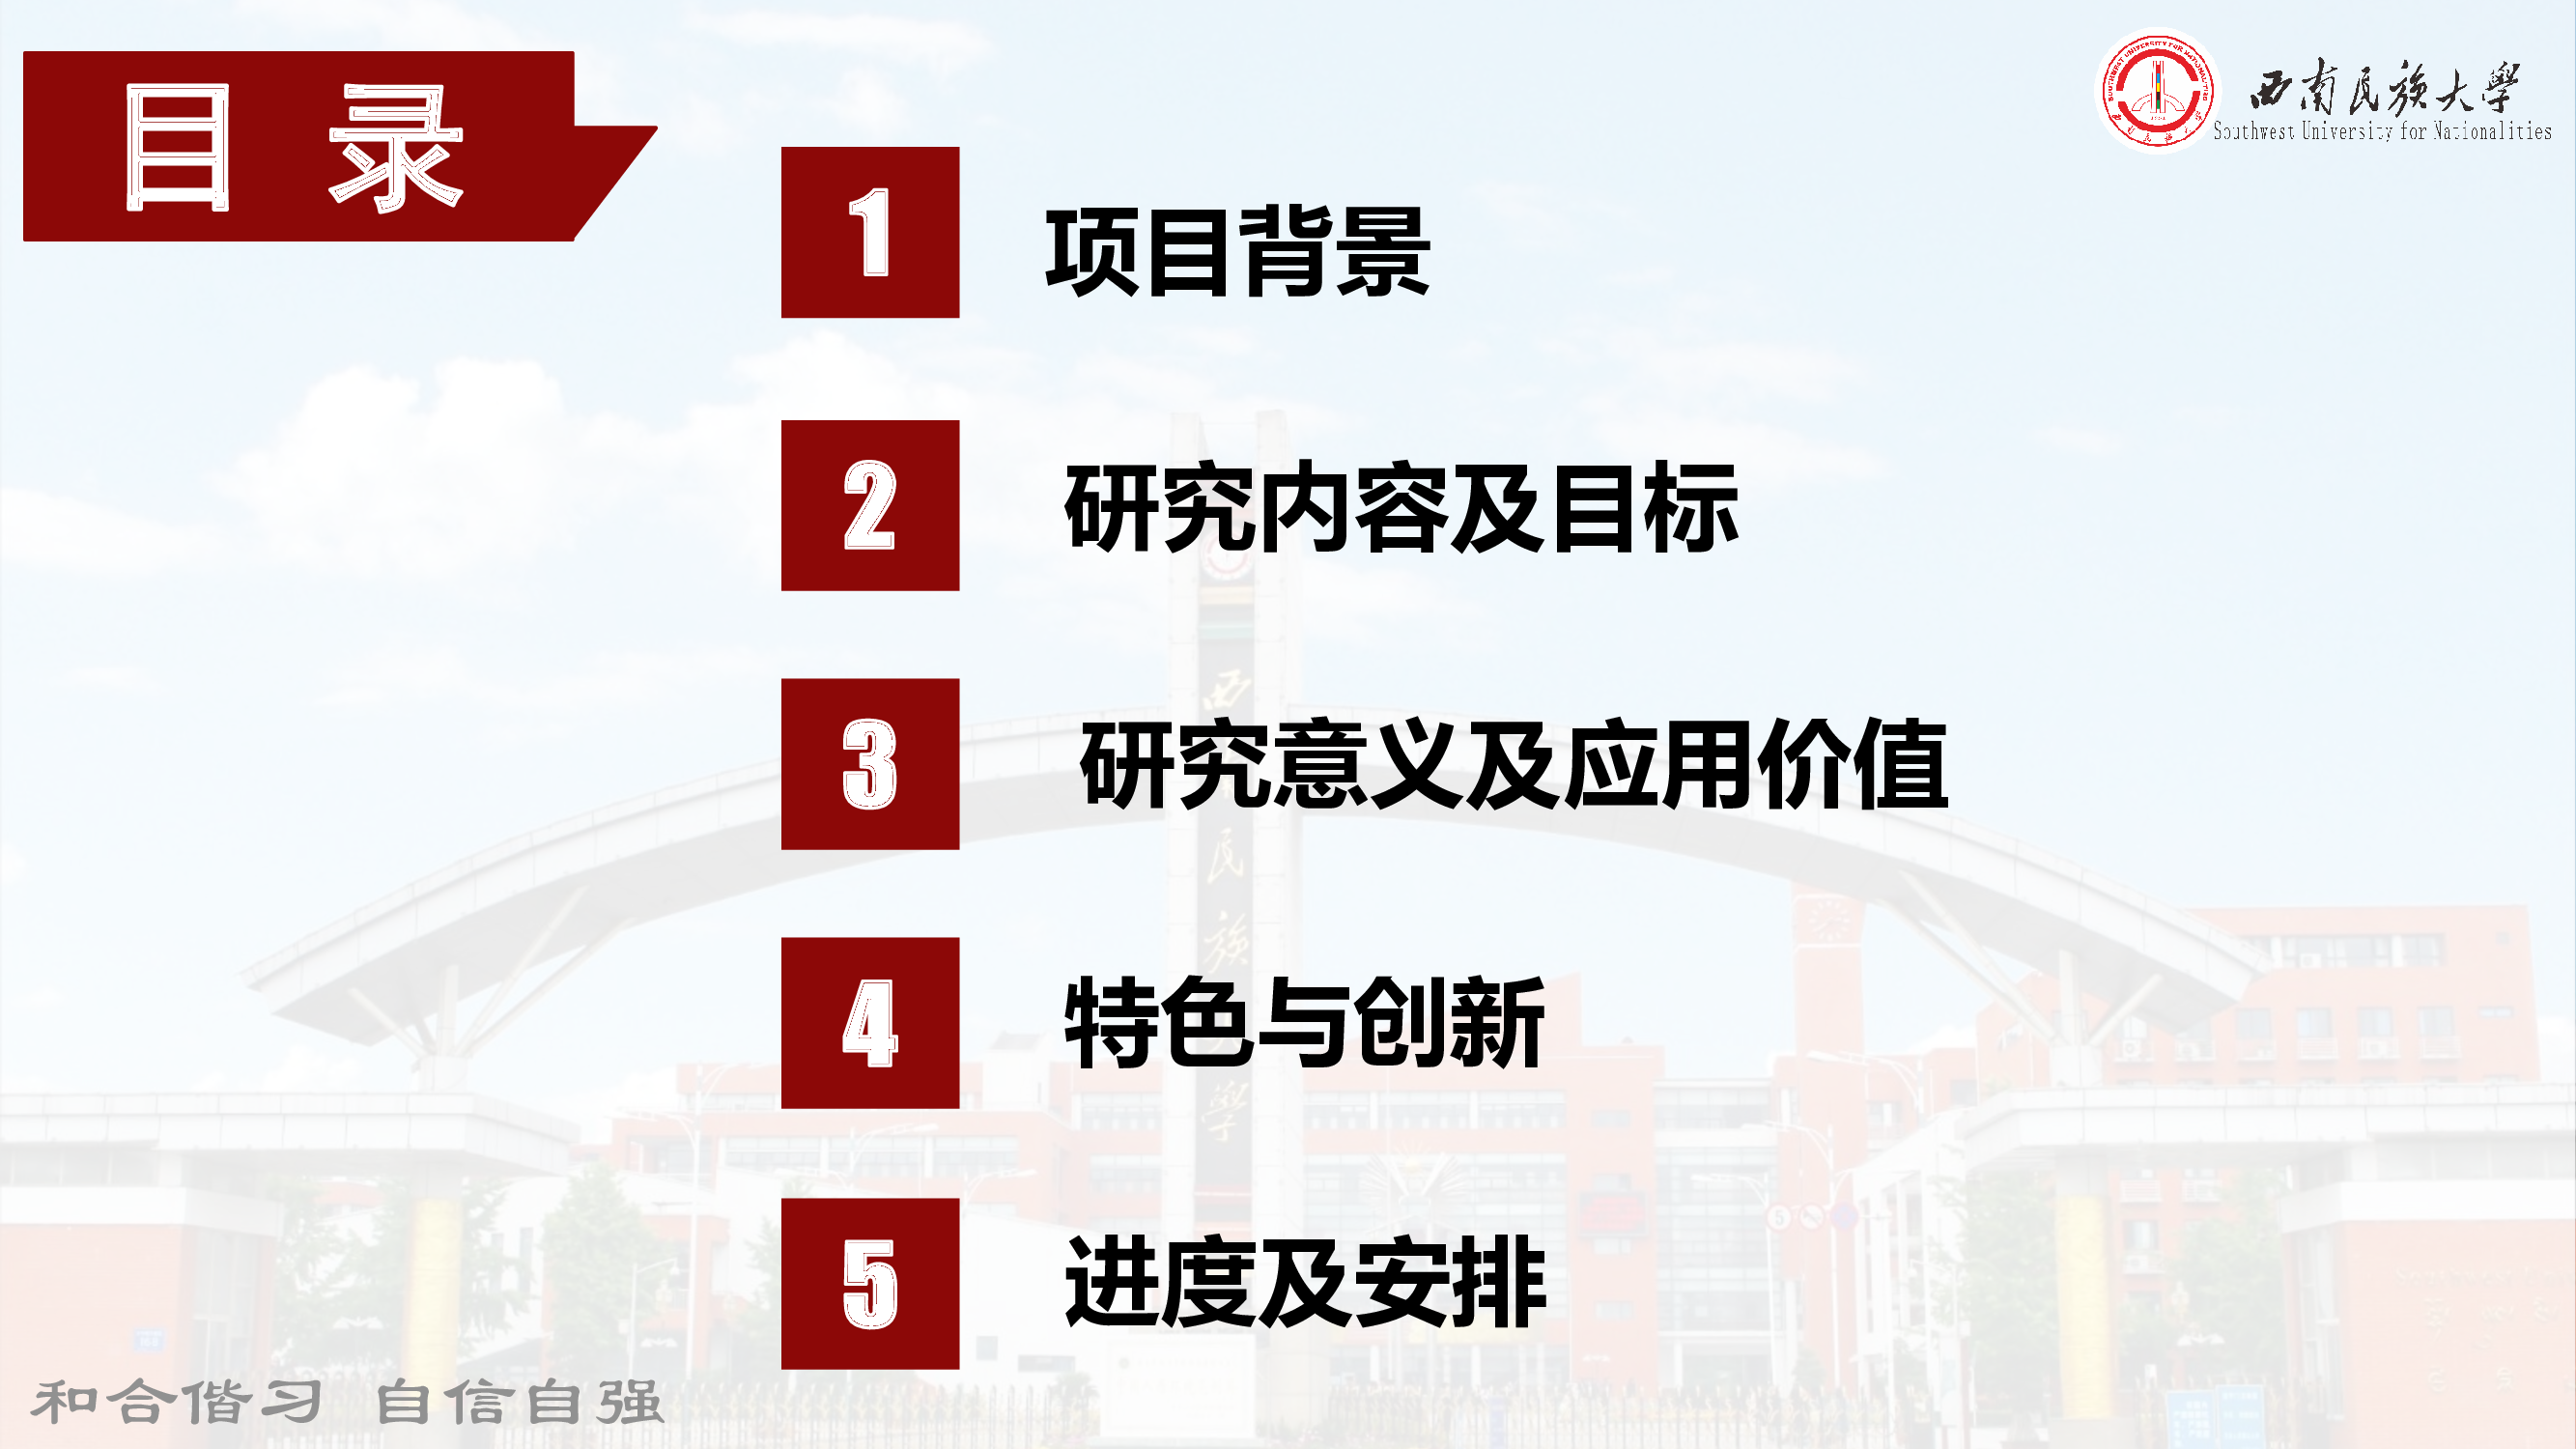 目 录
西南民族大学
Southwest University for Nationalities
1 项目背景
2 研究内容及目标
3 研究意义及应用价值
4 特色与创新
5 进度及安排
和合偕习 自信自强